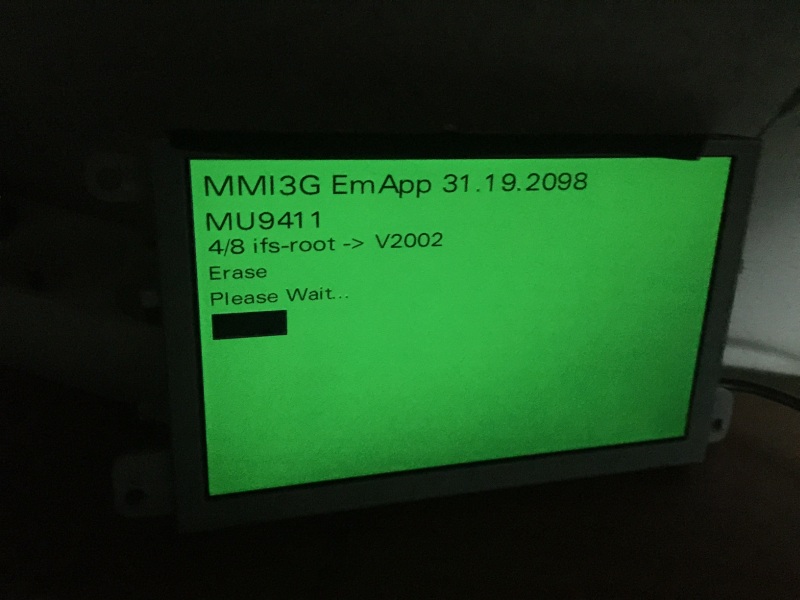 MMI3G EmApp 31.19.2098
MU9411
4/8 ifs-root -> V2002
Erase
Please Wait...